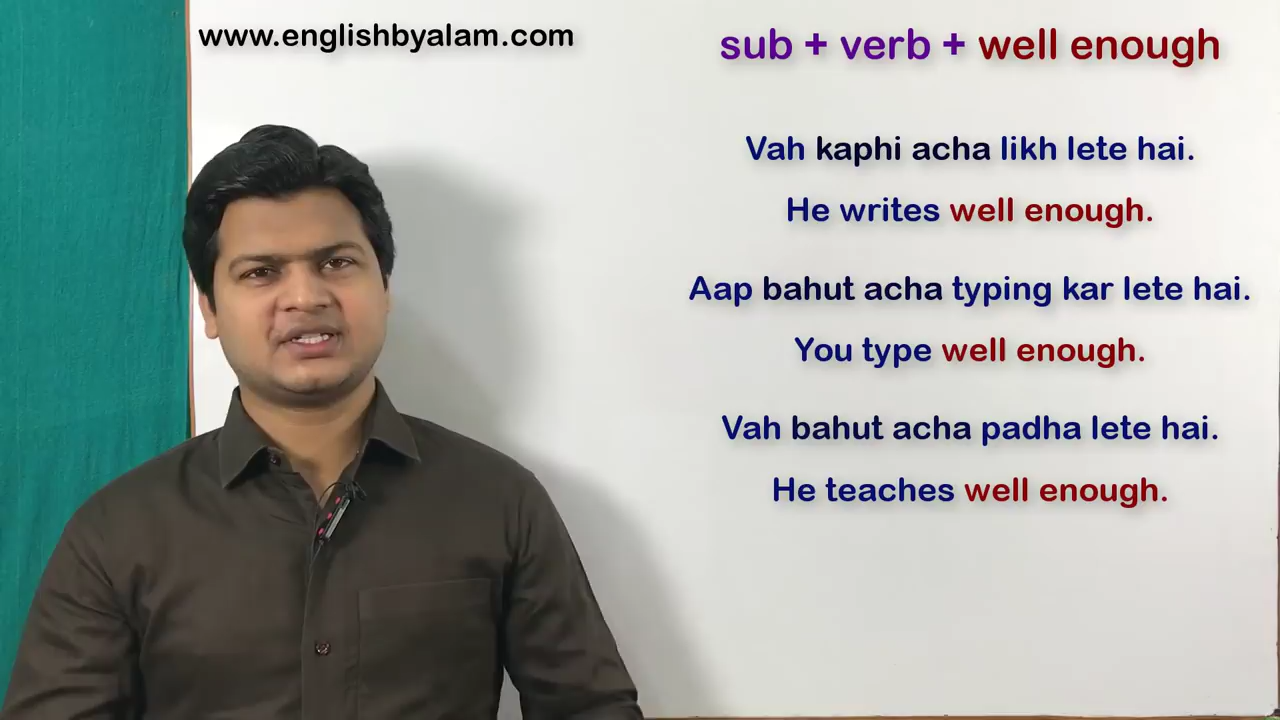 www.englishbyalam.com
sub + verb + well enough
Vah kaphi acha likh lete hai.
He writes well enough.
Aap bahut acha typing kar lete hai.
You type well enough.
Vah bahut acha padha lete hai.
He teaches well enough.